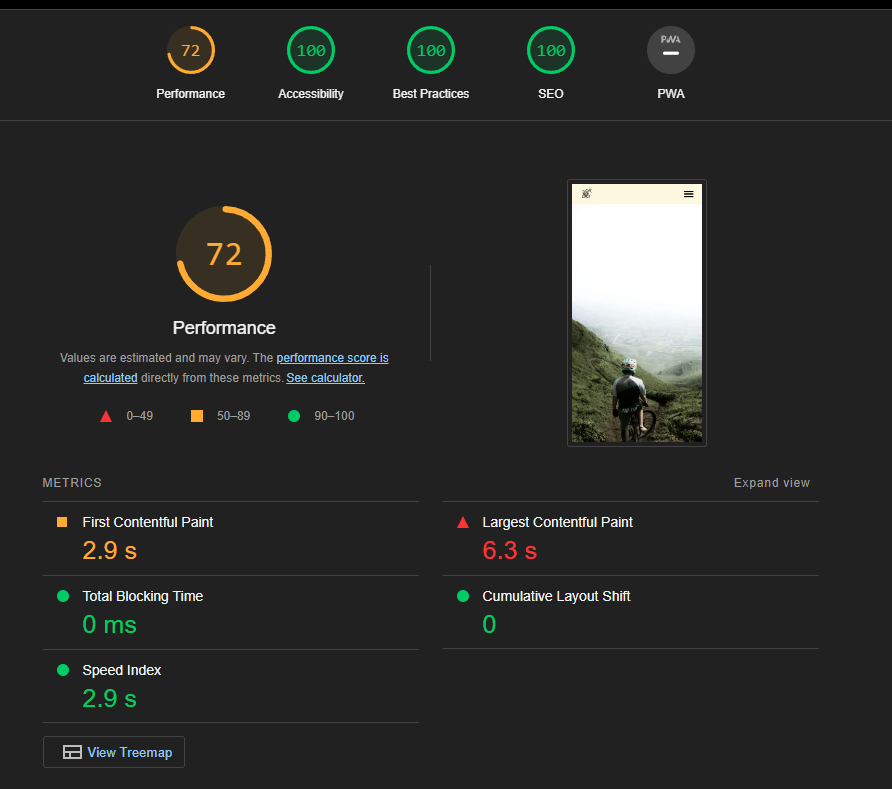 72
Performance
100
Accessibility
100
Best Practices
100
SEO
PWA
PWA
72
Performance
Values are estimated and may vary. The performance score is
calculated directly from these metrics. See calculator.
0–49
50–89
90–100
METRICS
Expand view
First Contentful Paint
2.9 s
Largest Contentful Paint
6.3 s
Total Blocking Time
0 ms
Cumulative Layout Shift
0
Speed Index
2.9 s
View Treemap